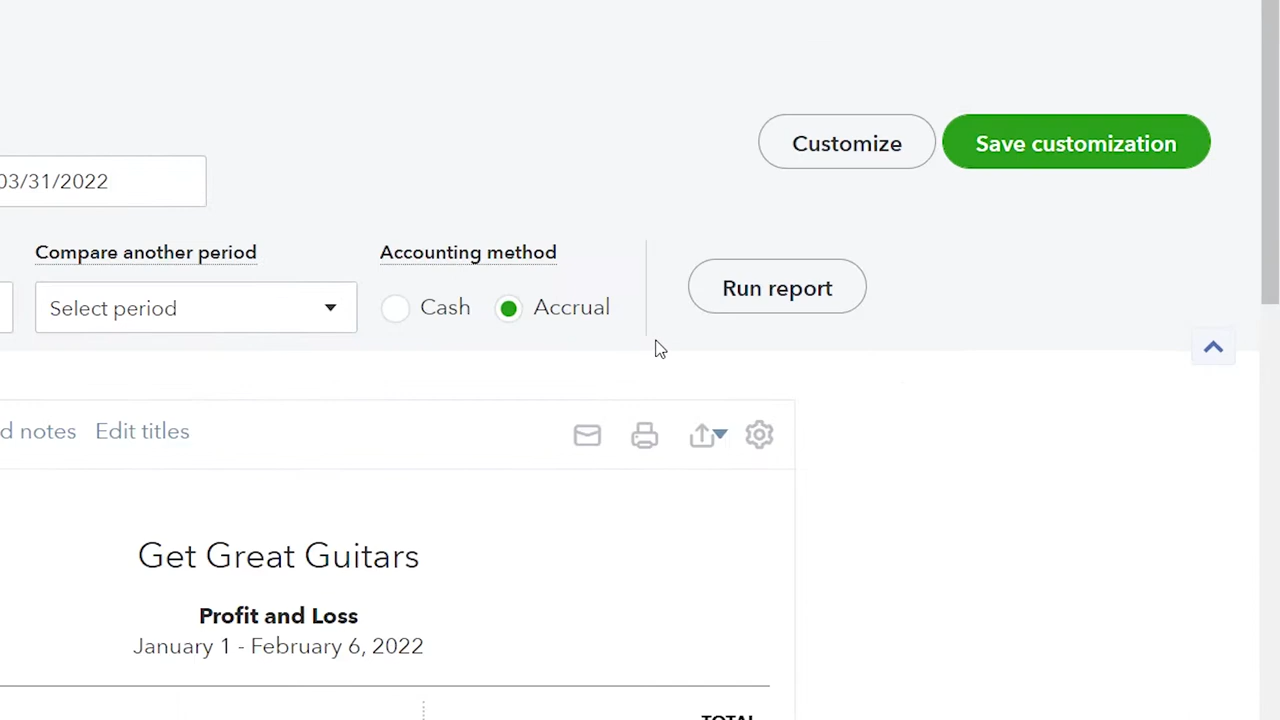 Customize
Save customization
03/31/2022
Compare another period
Accounting method
Select period
Cash
Accrual
Run report
d notes
Edit titles
Get Great Guitars
Profit and Loss
January 1 - February 6, 2022
TOTAL